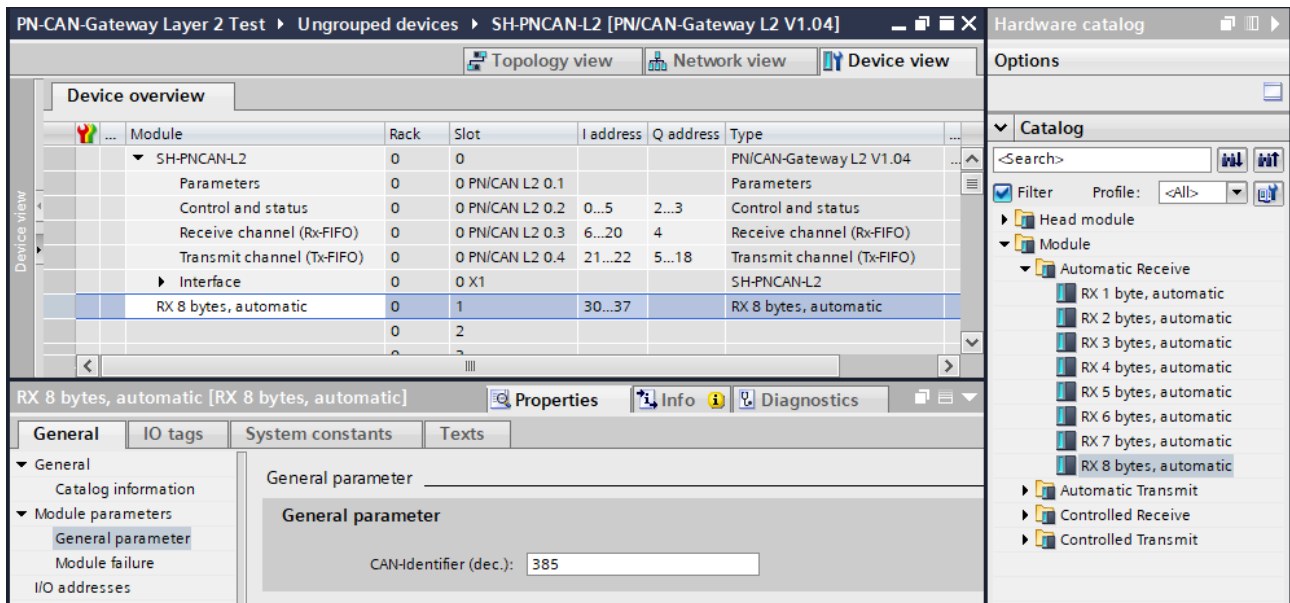 PN-CAN-Gateway Layer 2 Test ▸ Ungrouped devices ▸ SH-PNCAN-L2 [PN/CAN-Gateway L2 V1.04]
Topology view Network view Device view
Device overview
... Module Rack Slot I address Q address Type ...
SH-PNCAN-L2 0 0 PN/CAN-Gateway L2 V1.04 ...
Parameters 0 0 PN/CAN L2 0.1 Parameters
Control and status 0 0 PN/CAN L2 0.2 0...5 2...3 Control and status
Receive channel (Rx-FIFO) 0 0 PN/CAN L2 0.3 6...20 4 Receive channel (Rx-FIFO)
Transmit channel (Tx-FIFO) 0 0 PN/CAN L2 0.4 21...22 5...18 Transmit channel (Tx-FIFO)
Interface 0 0 X1 SH-PNCAN-L2
RX 8 bytes, automatic 0 1 30...37 RX 8 bytes, automatic
0 2
Device view
RX 8 bytes, automatic [RX 8 bytes, automatic]
Properties Info Diagnostics
General IO tags System constants Texts
General
Catalog information
Module parameters
General parameter
Module failure
I/O addresses
General parameter
General parameter
CAN-Identifier (dec.): 385
Hardware catalog
Options
Catalog
<Search>
Filter Profile: <All>
Head module
Module
Automatic Receive
RX 1 byte, automatic
RX 2 bytes, automatic
RX 3 bytes, automatic
RX 4 bytes, automatic
RX 5 bytes, automatic
RX 6 bytes, automatic
RX 7 bytes, automatic
RX 8 bytes, automatic
Automatic Transmit
Controlled Receive
Controlled Transmit